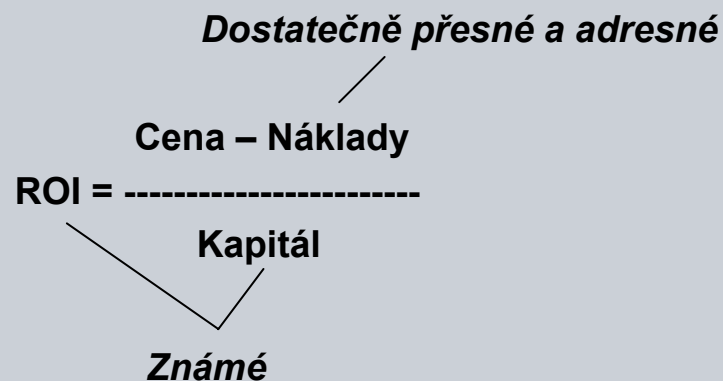 Dostatečně přesné a adresné
Cena – Náklady
ROI = ------------------------
Kapitál
Známé